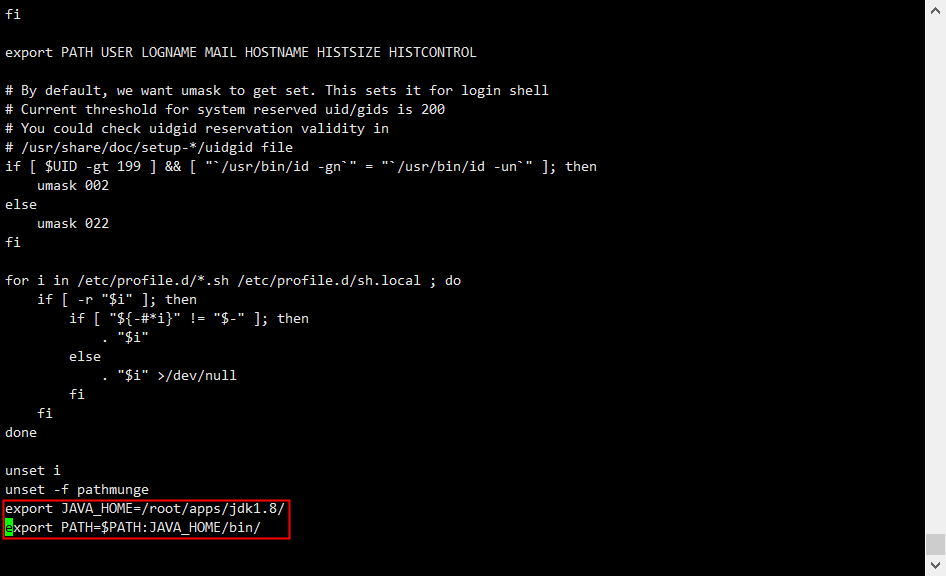 fi
export PATH USER LOGNAME MAIL HOSTNAME HISTSIZE HISTCONTROL
# By default, we want umask to get set. This sets it for login shell
# Current threshold for system reserved uid/gids is 200
# You could check uidgid reservation validity in
# /usr/share/doc/setup-*/uidgid file
if [ $UID -gt 199 ] && [ "`/usr/bin/id -gn`" = "`/usr/bin/id -un`" ]; then
    umask 002
else
    umask 022
fi
for i in /etc/profile.d/*.sh /etc/profile.d/sh.local ; do
    if [ -r "$i" ]; then
        if [ "${-#*i}" != "$-" ]; then
            . "$i"
        else
            . "$i" >/dev/null
        fi
    fi
done
unset i
unset -f pathmunge
export JAVA_HOME=/root/apps/jdk1.8/
export PATH=$PATH:JAVA_HOME/bin/